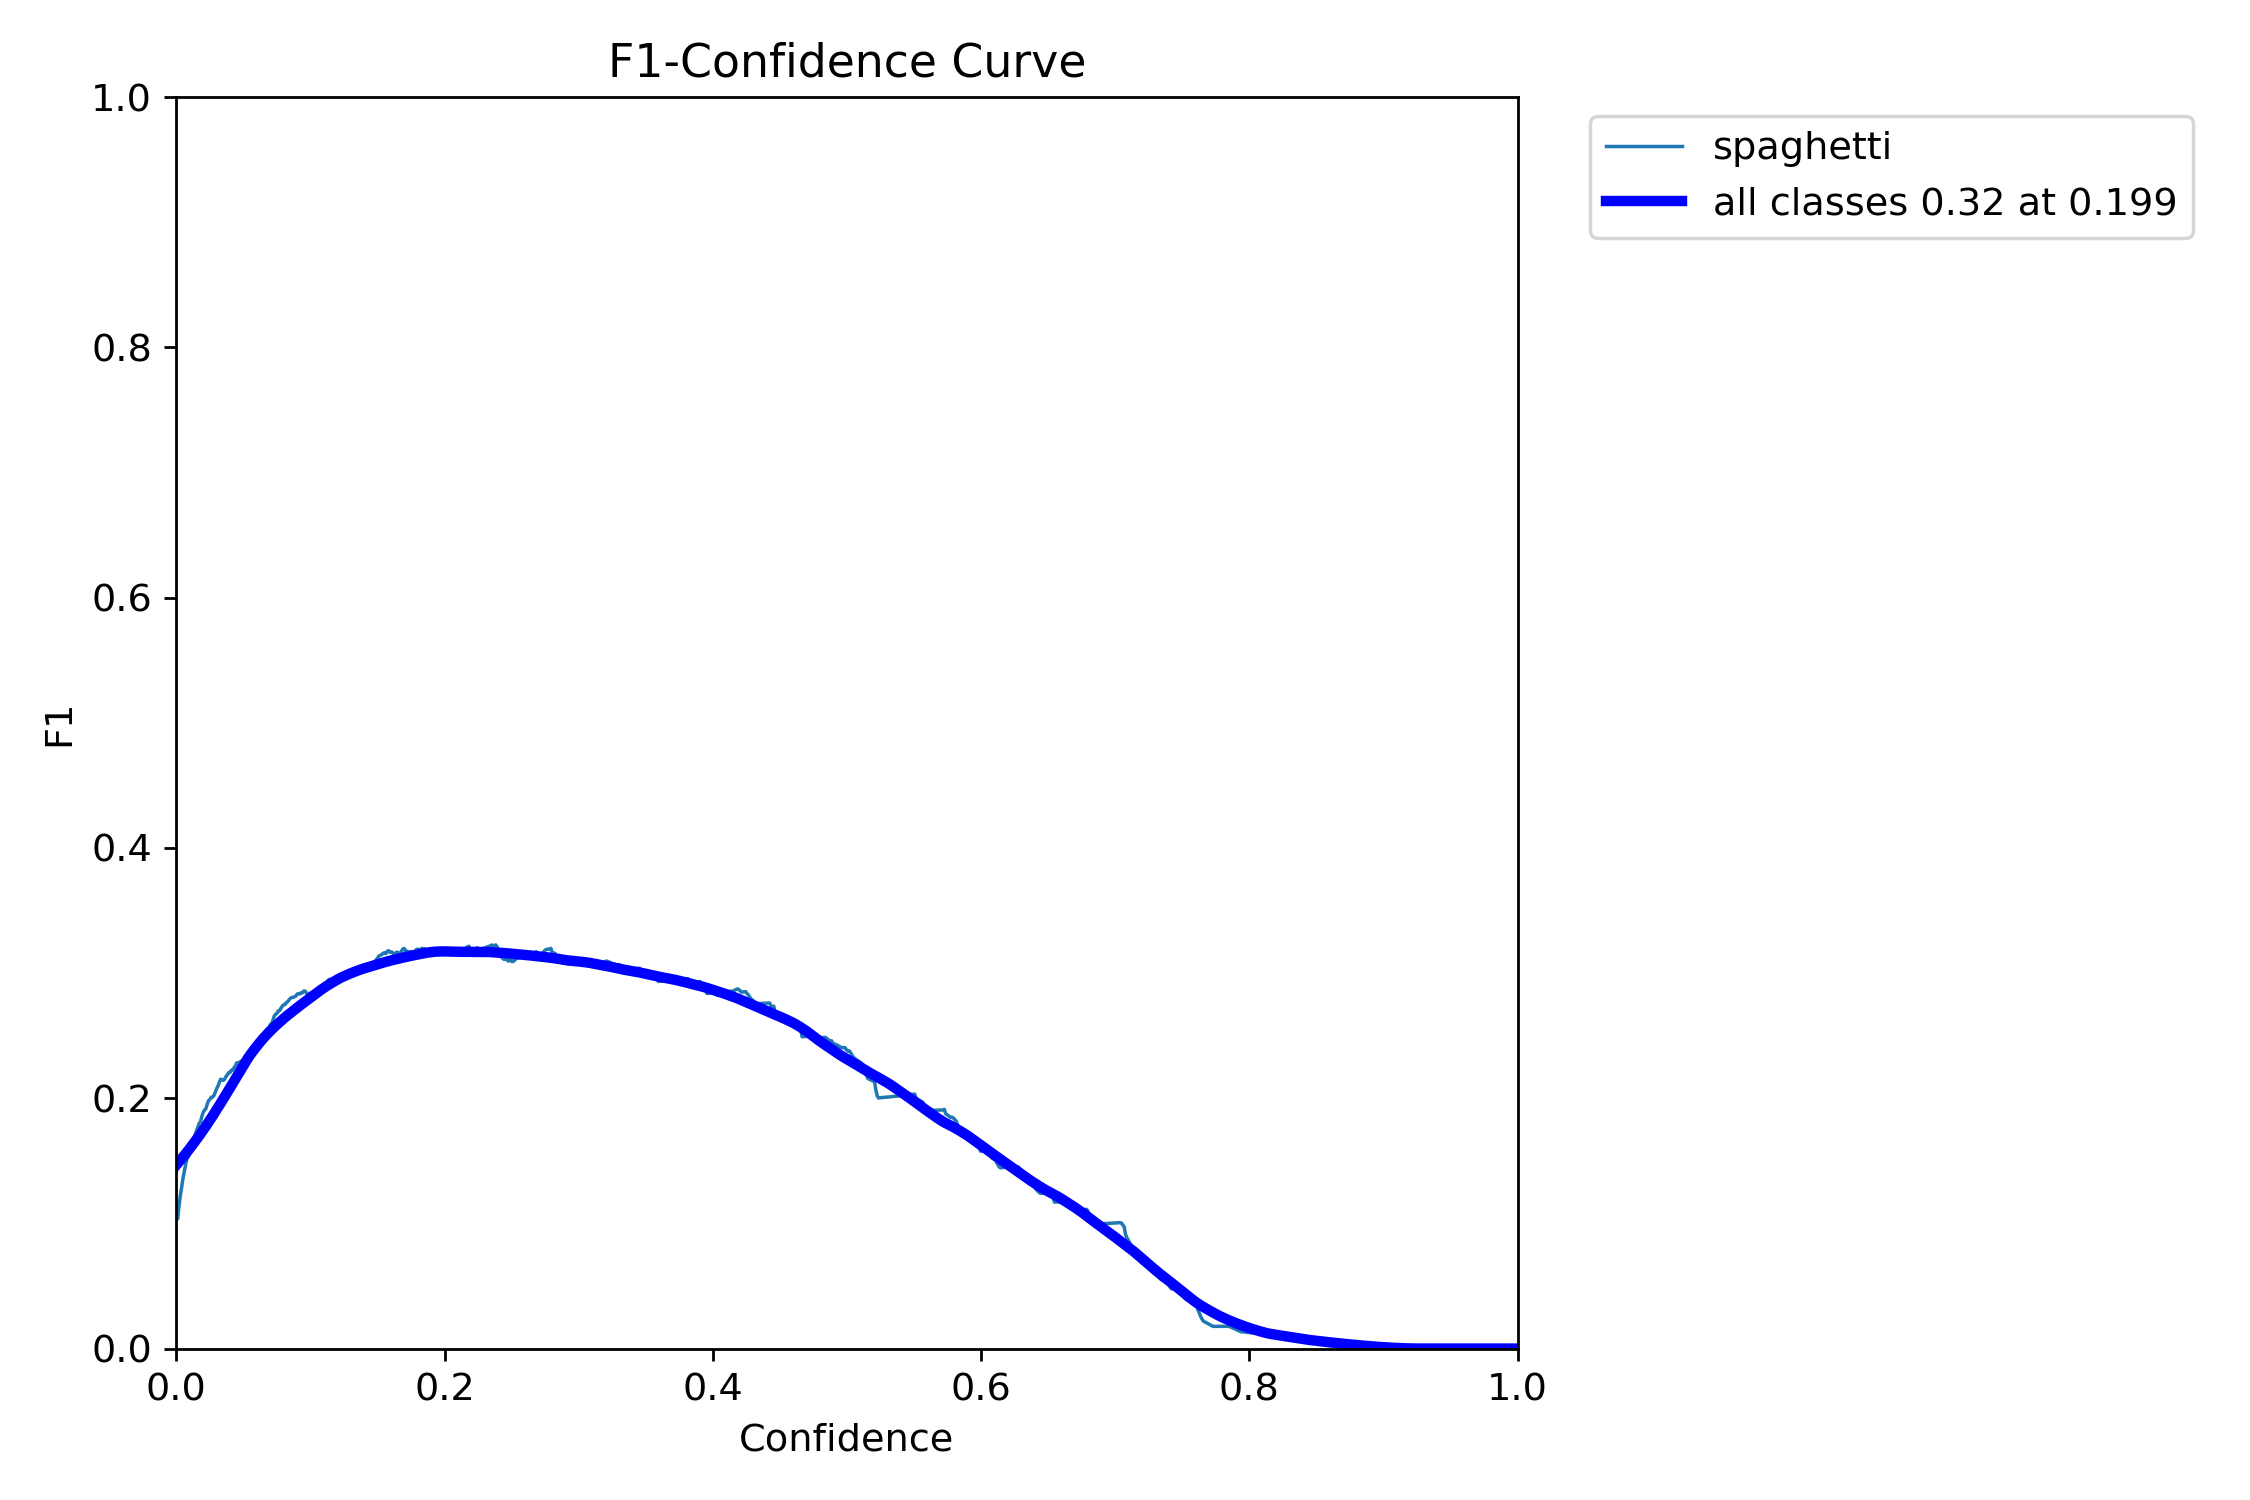 F1-Confidence Curve
1.0
0.8
0.6
0.4
0.2
0.0
F1
0.0 0.2 0.4 0.6 0.8 1.0
Confidence
spaghetti
all classes 0.32 at 0.199